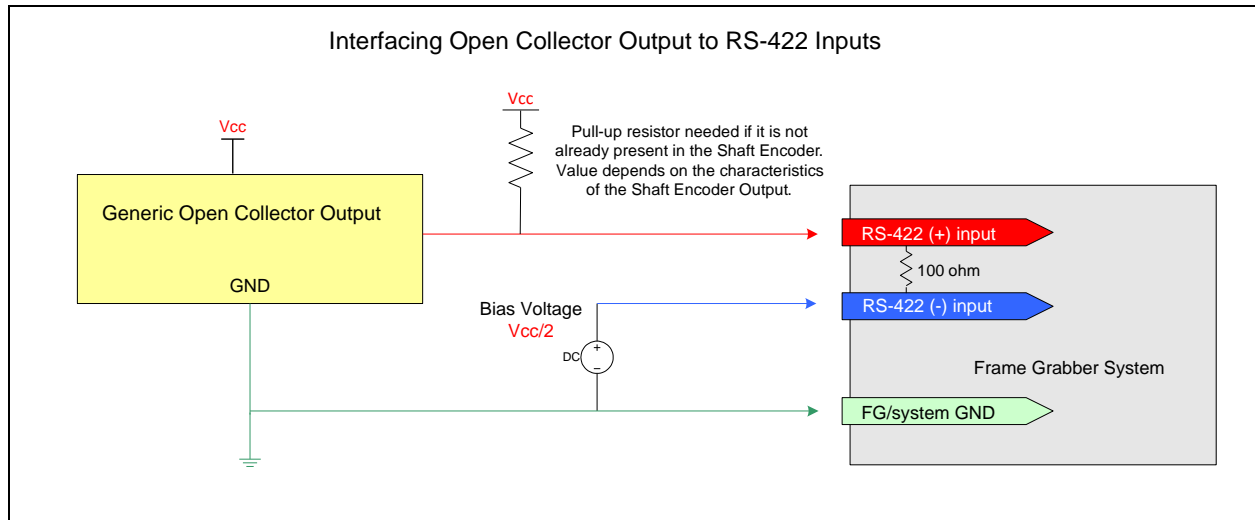 Interfacing Open Collector Output to RS-422 Inputs
Vcc
Vcc
Pull-up resistor needed if it is not
already present in the Shaft Encoder.
Value depends on the characteristics
of the Shaft Encoder Output.
Generic Open Collector Output
GND
RS-422 (+) input
100 ohm
RS-422 (-) input
Bias Voltage
Vcc/2
DC
+
−
Frame Grabber System
FG/system GND